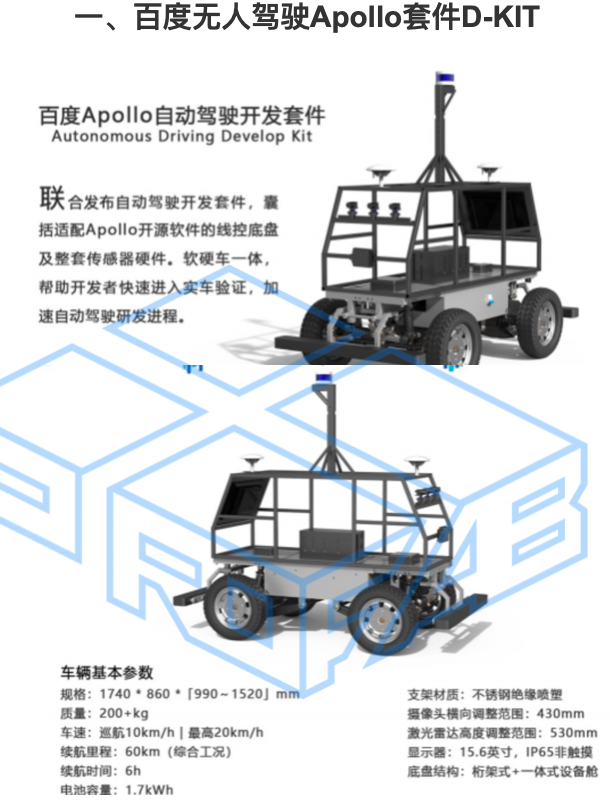 一、百度无人驾驶Apollo套件D-KIT
百度Apollo自动驾驶开发套件
Autonomous Driving Develop Kit
联合发布自动驾驶开发套件，囊
括适配Apollo开源软件的线控底盘
及整套传感器硬件。软硬车一体，
帮助开发者快速进入实车验证，加
速自动驾驶研发进程。
车辆基本参数
规格：1740 * 860 *「990～1520」mm
质量：200+kg
车速：巡航10km/h | 最高20km/h
续航里程：60km（综合工况）
续航时间：6h
电池容量：1.7kWh
支架材质：不锈钢绝缘喷塑
摄像头横向调整范围：430mm
激光雷达高度调整范围：530mm
显示器：15.6英寸，IP65非触摸
底盘结构：桁架式+一体式设备舱